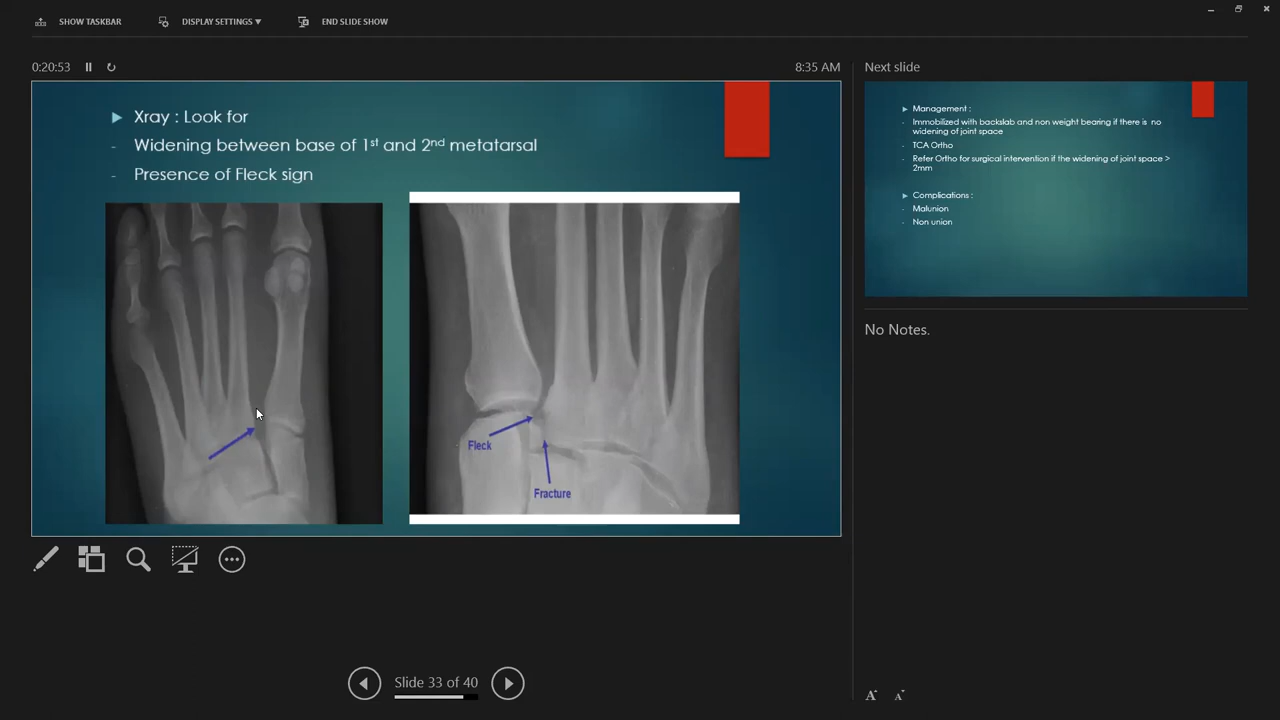 SHOW TASKBAR
DISPLAY SETTINGS ▼
END SLIDE SHOW
0:20:53
8:35 AM
Xray : Look for
- Widening between base of 1st and 2nd metatarsal
- Presence of Fleck sign
Fleck
Fracture
Slide 33 of 40
Next slide
Management :
- Immobilized with backslab and non weight bearing if there is no
widening of joint space
- TCA Ortho
- Refer Ortho for surgical intervention if the widening of joint space >
2mm
Complications :
- Malunion
- Non union
No Notes.
A A